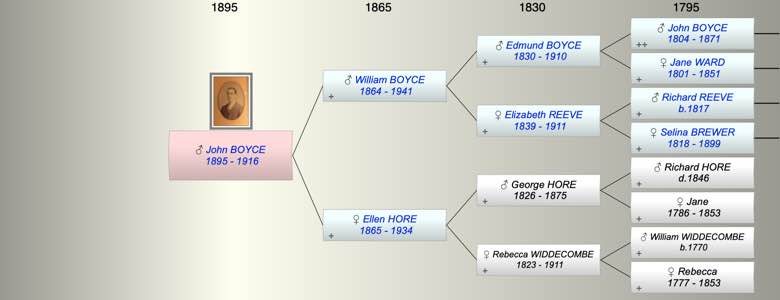 1895 1865 1830 1795
♂ John BOYCE
1895 - 1916
♂ William BOYCE
1864 - 1941
+
♀ Ellen HORE
1865 - 1934
+
♂ Edmund BOYCE
1830 - 1910
+
♀ Elizabeth REEVE
1839 - 1911
+
♂ George HORE
1826 - 1875
+
♀ Rebecca WIDDECOMBE
1823 - 1911
+
♂ John BOYCE
1804 - 1871
++
♀ Jane WARD
1801 - 1851
+
♂ Richard REEVE
b.1817
+
♀ Selina BREWER
1818 - 1899
+
♂ Richard HORE
d.1846
+
♀ Jane
1786 - 1853
+
♂ William WIDDECOMBE
b.1770
+
♀ Rebecca
1777 - 1853
+